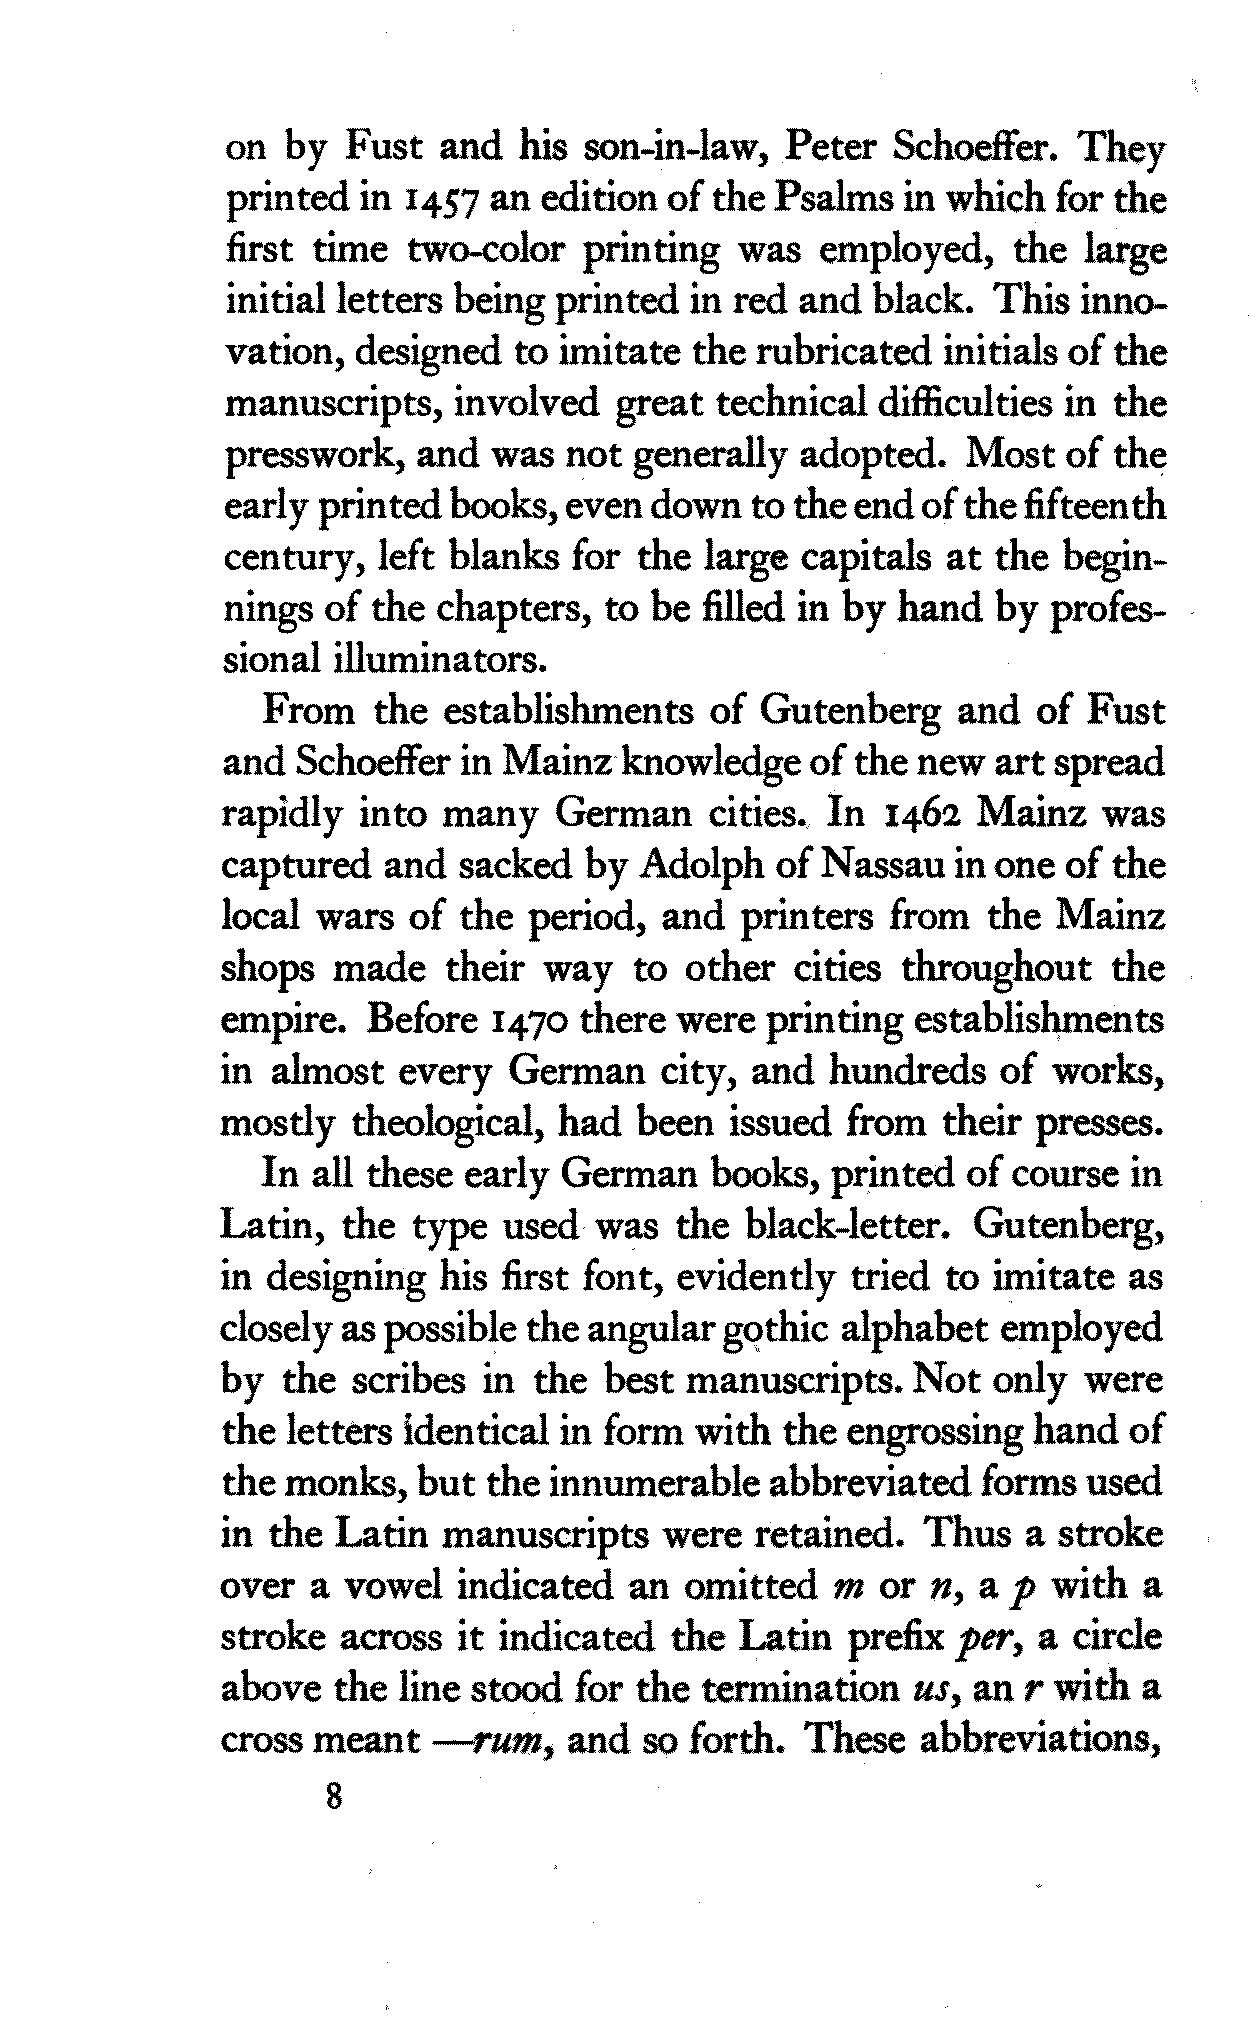 on by Fust and his son-in-law, Peter Schoeffer. They
printed in 1457 an edition of the Psalms in which for the
first time two-color printing was employed, the large
initial letters being printed in red and black. This inno-
vation, designed to imitate the rubricated initials of the
manuscripts, involved great technical difficulties in the
presswork, and was not generally adopted. Most of the
early printed books, even down to the end of the fifteenth
century, left blanks for the large capitals at the begin-
nings of the chapters, to be filled in by hand by profes-
sional illuminators.
From the establishments of Gutenberg and of Fust
and Schoeffer in Mainz knowledge of the new art spread
rapidly into many German cities. In 1462 Mainz was
captured and sacked by Adolph of Nassau in one of the
local wars of the period, and printers from the Mainz
shops made their way to other cities throughout the
empire. Before 1470 there were printing establishments
in almost every German city, and hundreds of works,
mostly theological, had been issued from their presses.
In all these early German books, printed of course in
Latin, the type used was the black-letter. Gutenberg,
in designing his first font, evidently tried to imitate as
closely as possible the angular gothic alphabet employed
by the scribes in the best manuscripts. Not only were
the letters identical in form with the engrossing hand of
the monks, but the innumerable abbreviated forms used
in the Latin manuscripts were retained. Thus a stroke
over a vowel indicated an omitted m or n, a p with a
stroke across it indicated the Latin prefix per, a circle
above the line stood for the termination us, an r with a
cross meant —rum, and so forth. These abbreviations,
8